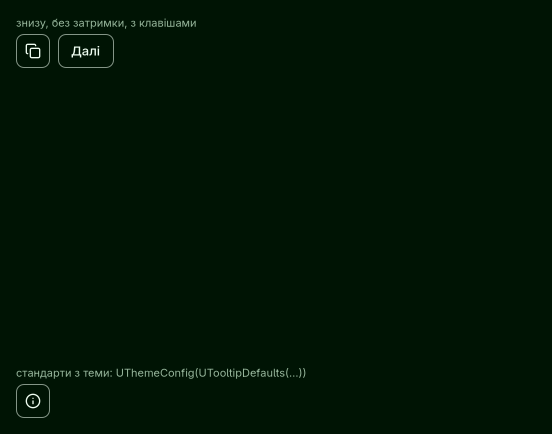 знизу, без затримки, з клавішами
Далі
стандарти з теми: UThemeConfig(UTooltipDefaults(...))